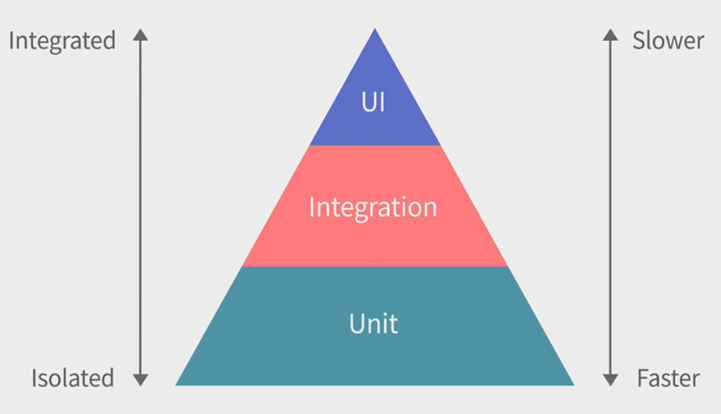 Integrated
Slower
UI
Integration
Unit
Isolated
Faster